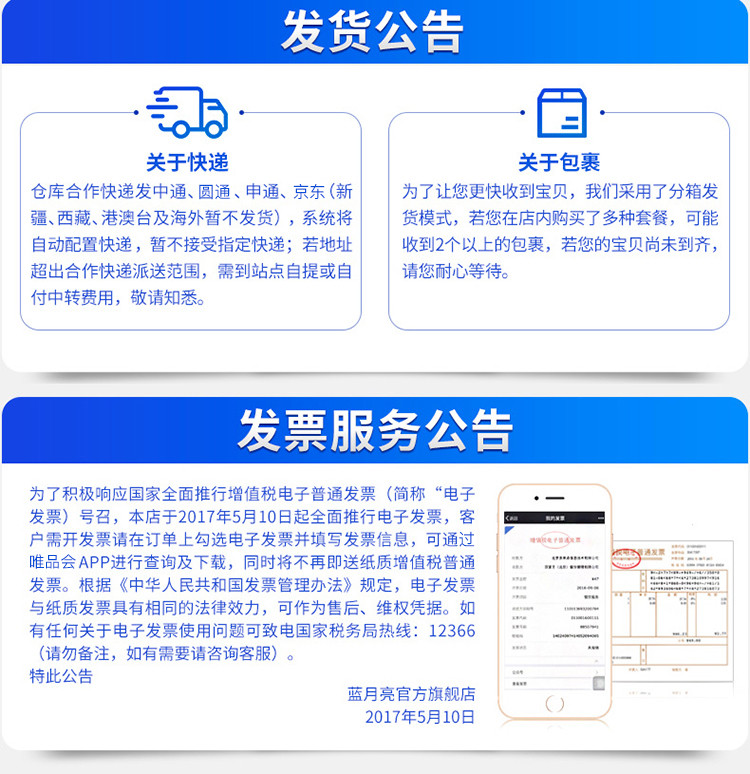 发货公告
关于快递
仓库合作快递发中通、圆通、申通、京东（新
疆、西藏、港澳台及海外暂不发货），系统将
自动配置快递，暂不接受指定快递；若地址
超出合作快递派送范围，需到站点自提或自
付中转费用，敬请知悉。
关于包裹
为了让您更快收到宝贝，我们采用了分箱发
货模式，若您在店内购买了多种套餐，可能
收到2个以上的包裹，若您的宝贝尚未到齐，
请您耐心等待。
发票服务公告
为了积极响应国家全面推行增值税电子普通发票（简称“电子
发票）号召，本店于2017年5月10日起全面推行电子发票，客
户需开发票请在订单上勾选电子发票并填写发票信息，可通过
唯品会APP进行查询及下载，同时将不再即送纸质增值税普通
发票。根据《中华人民共和国发票管理办法》规定，电子发票
与纸质发票具有相同的法律效力，可作为售后、维权凭据。如
有任何关于电子发票使用问题可致电国家税务局热线：12366
（请勿备注，如有需要请咨询客服）。
特此公告
蓝月亮官方旗舰店
2017年5月10日
我的发票